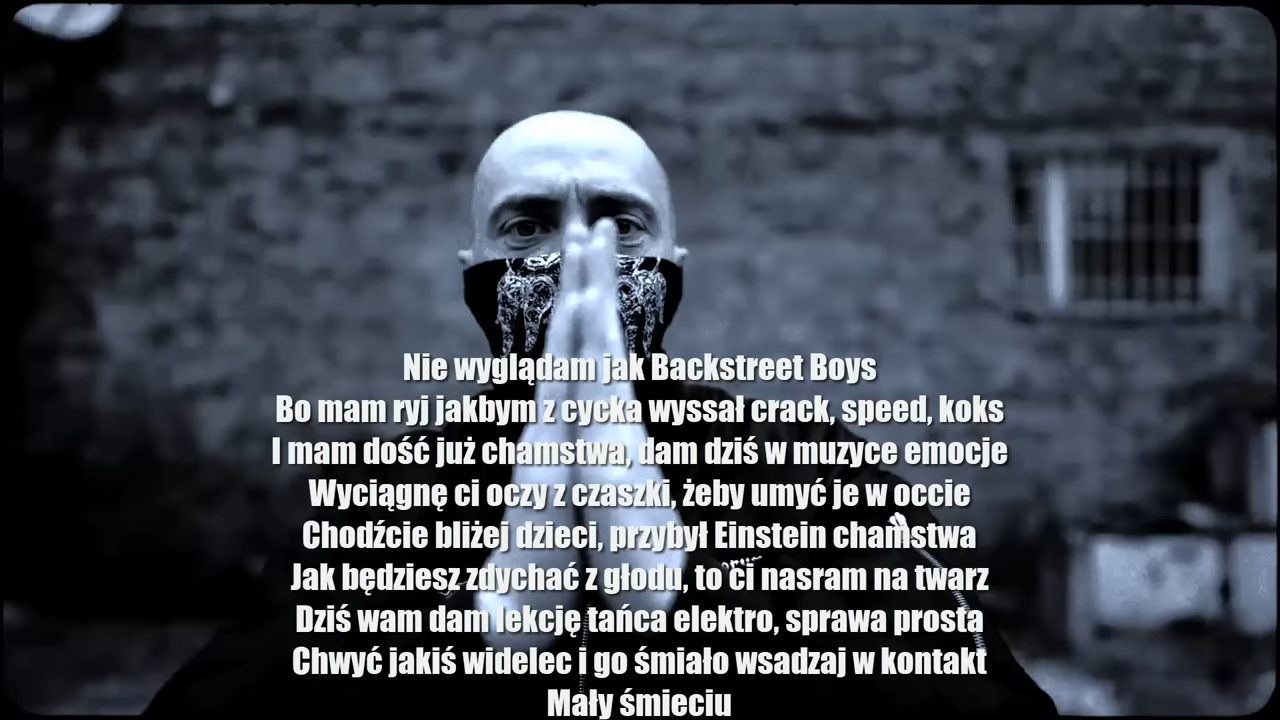 Nie wyglądam jak Backstreet Boys
Bo mam ryj jakbym z cycka wyssał crack, speed, koks
I mam dość już chamstwa, dam dziś w muzyce emocje
Wyciągnę ci oczy z czaszki, żeby umyć je w occie
Chodźcie bliżej dzieci, przybył Einstein chamstwa
Jak będziesz zdychać z głodu, to ci nasram na twarz
Dziś wam dam lekcję tańca elektro, sprawa prosta
Chwyć jakiś widelec i go śmiało wsadzaj w kontakt
Mały śmieciu